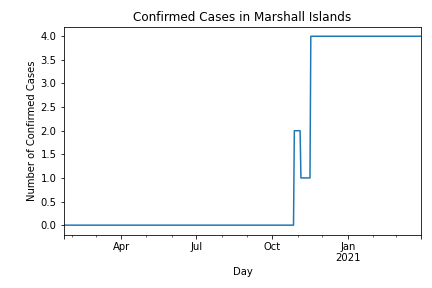 Confirmed Cases in Marshall Islands
Number of Confirmed Cases
4.0
3.5
3.0
2.5
2.0
1.5
1.0
0.5
0.0
Apr
Jul
Oct
Jan
2021
Day